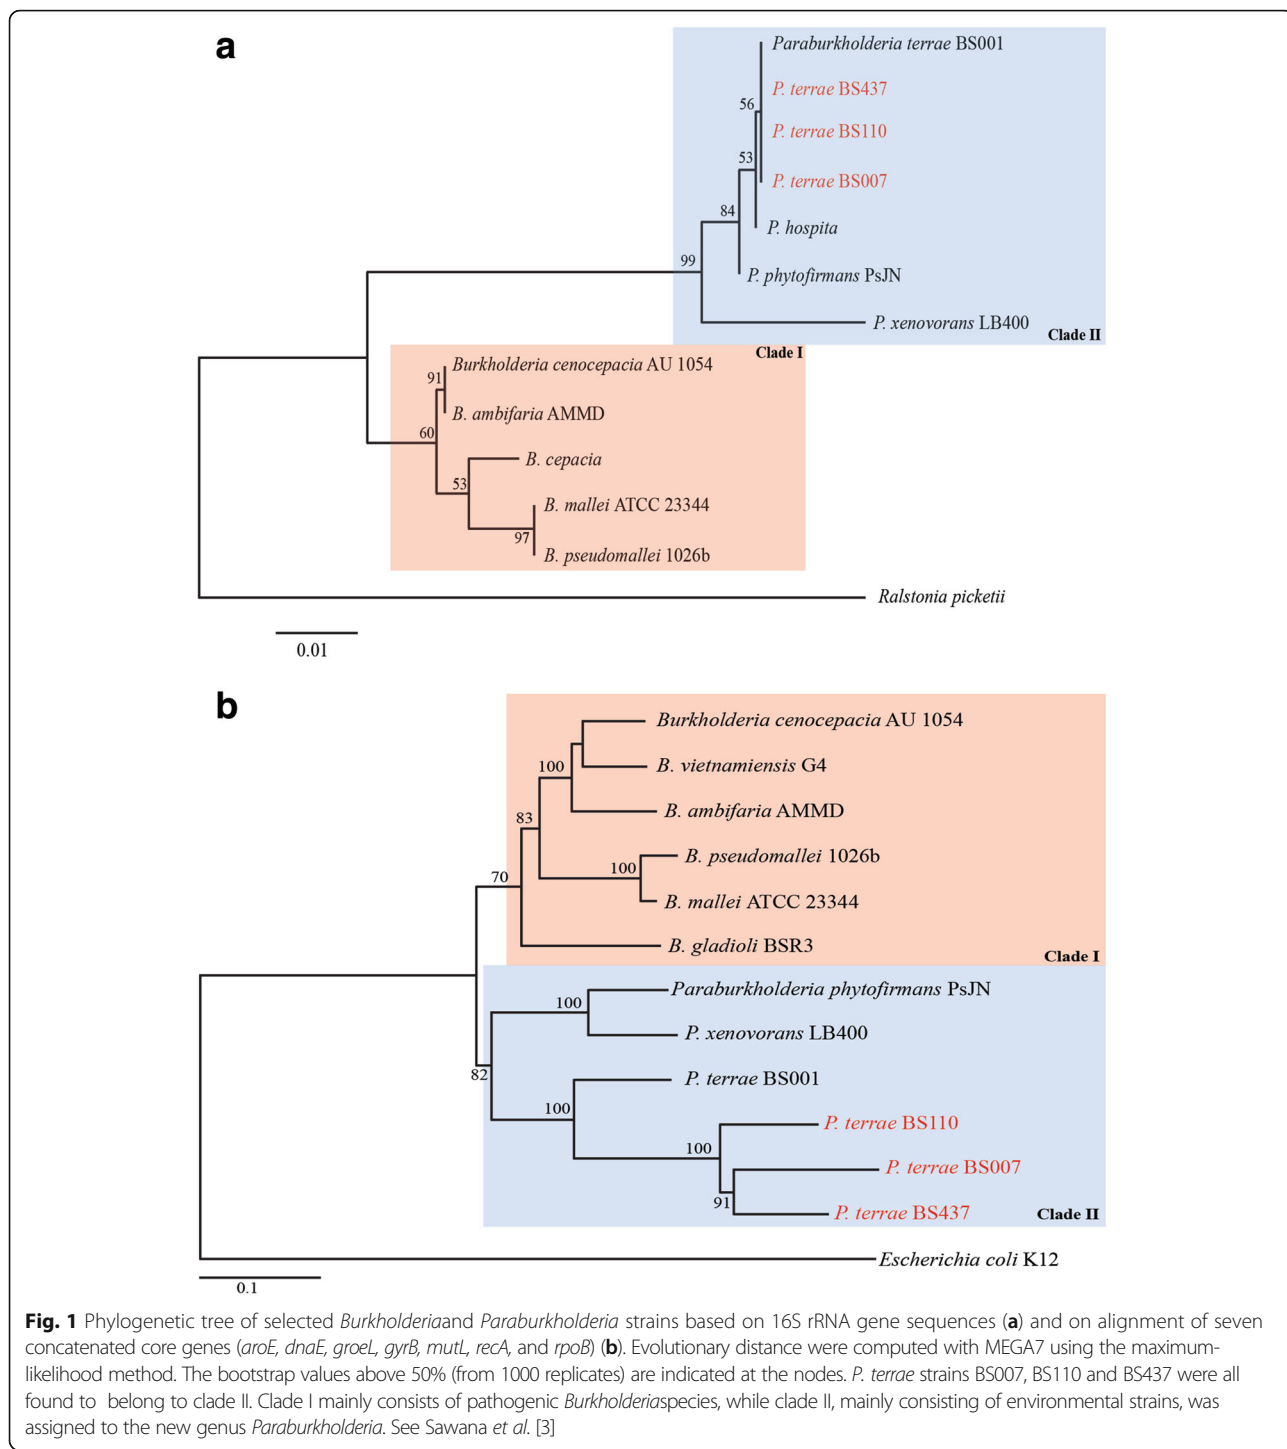 a
Paraburkholderia terrae BS001
P. terrae BS437
56
P. terrae BS110
53
P. terrae BS007
84
P. hospita
99
P. phytofirmans PsJN
P. xenovorans LB400
Clade II
Clade I
Burkholderia cenocepacia AU 1054
91
B. ambifaria AMMD
60
B. cepacia
53
B. mallei ATCC 23344
97
B. pseudomallei 1026b
Ralstonia picketii
0.01
b
Burkholderia cenocepacia AU 1054
100
B. vietnamiensis G4
B. ambifaria AMMD
83
B. pseudomallei 1026b
100
70
B. mallei ATCC 23344
B. gladioli BSR3
Clade I
Paraburkholderia phytofirmans PsJN
100
P. xenovorans LB400
82
P. terrae BS001
100
P. terrae BS110
100
P. terrae BS007
91
P. terrae BS437
Clade II
Escherichia coli K12
0.1
Fig. 1 Phylogenetic tree of selected Burkholderiaand Paraburkholderia strains based on 16S rRNA gene sequences (a) and on alignment of seven
concatenated core genes (aroE, dnaE, groeL, gyrB, mutL, recA, and rpoB) (b). Evolutionary distance were computed with MEGA7 using the maximum-
likelihood method. The bootstrap values above 50% (from 1000 replicates) are indicated at the nodes. P. terrae strains BS007, BS110 and BS437 were all
found to belong to clade II. Clade I mainly consists of pathogenic Burkholderiaspecies, while clade II, mainly consisting of environmental strains, was
assigned to the new genus Paraburkholderia. See Sawana et al. [3]